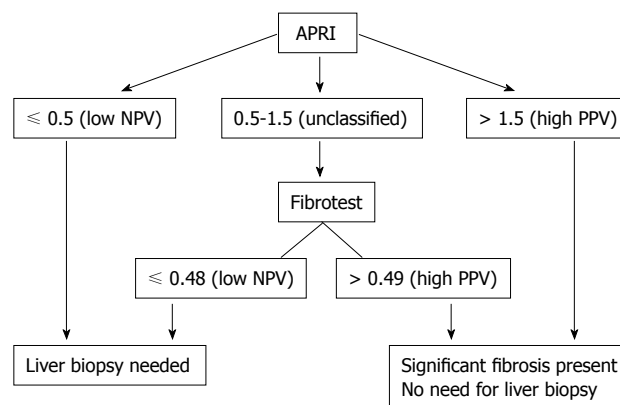 APRI
≤ 0.5 (low NPV)
0.5-1.5 (unclassified)
> 1.5 (high PPV)
Fibrotest
≤ 0.48 (low NPV)
> 0.49 (high PPV)
Liver biopsy needed
Significant fibrosis present
No need for liver biopsy